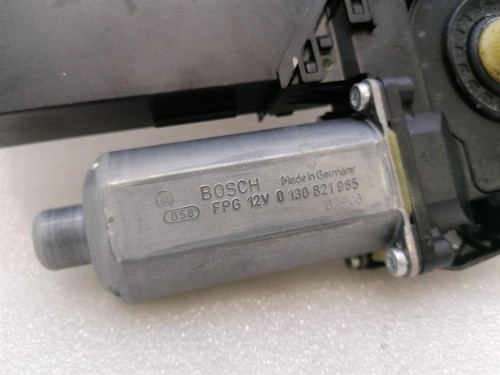 BOSCH Made in Germany
058 FPG 12V 0 130 821 965